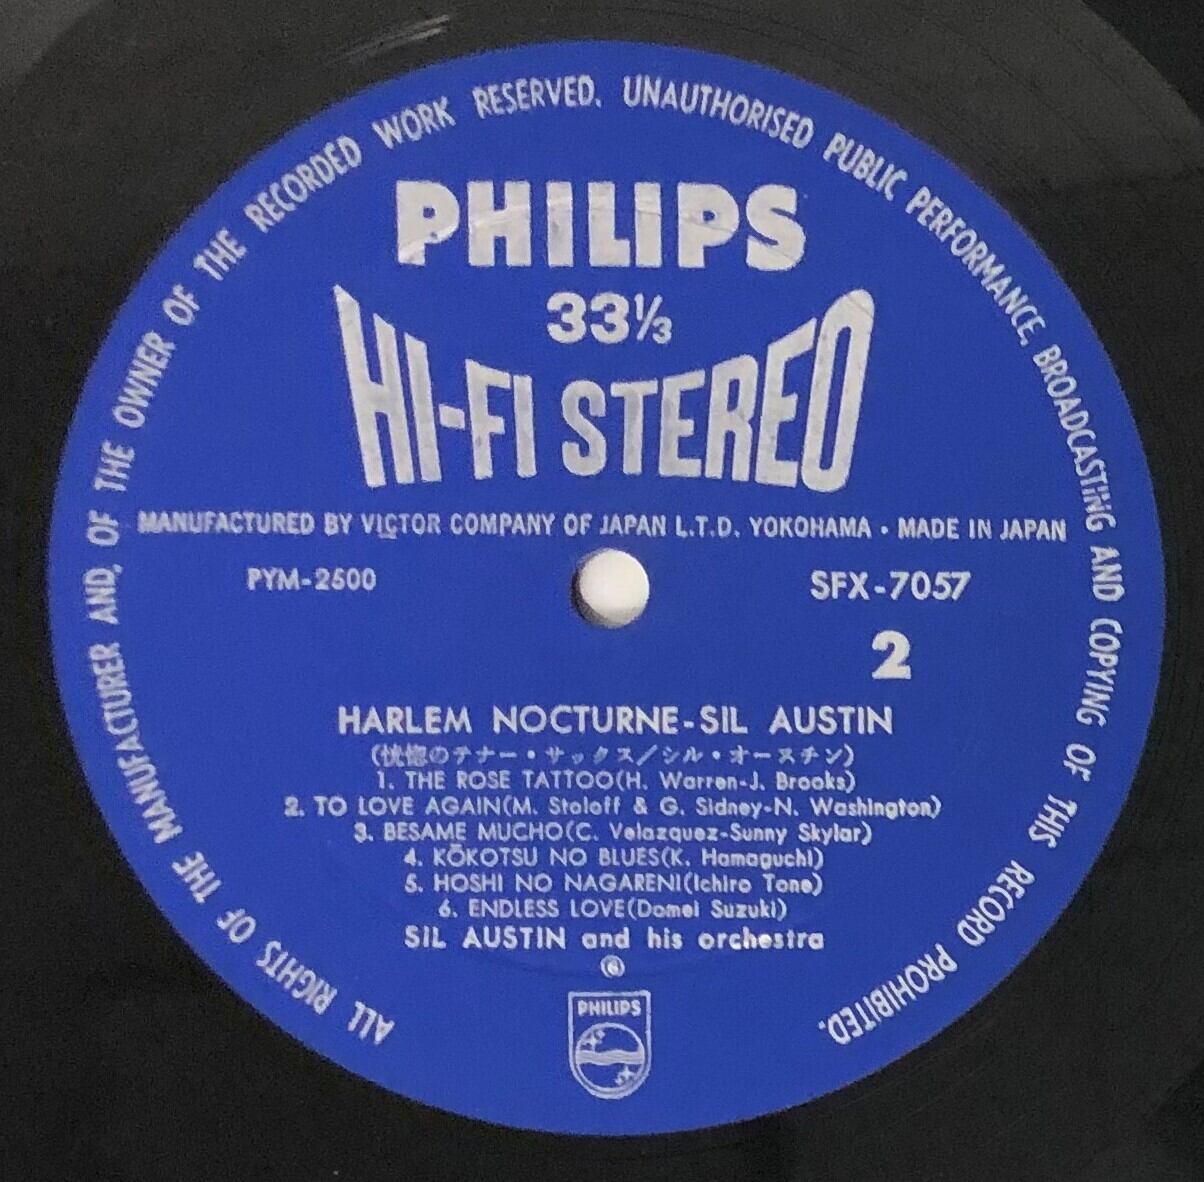 ALL RIGHTS OF THE MANUFACTURER AND, OF THE OWNER OF THE RECORDED WORK RESERVED. UNAUTHORISED PUBLIC PERFORMANCE, BROADCASTING AND COPYING OF THIS RECORD PROHIBITED.
PHILIPS
33⅓
HI-FI STEREO
MANUFACTURED BY VICTOR COMPANY OF JAPAN L.T.D. YOKOHAMA • MADE IN JAPAN
PYM-2500 SFX-7057
2
HARLEM NOCTURNE-SIL AUSTIN
(恍惚のテナー・サックス/シル・オースチン)
1. THE ROSE TATTOO(H. Warren-J. Brooks)
2. TO LOVE AGAIN(M. Stoloff & G. Sidney-N. Washington)
3. BESAME MUCHO(C. Velazquez-Sunny Skylar)
4. KŌKOTSU NO BLUES(K. Hamaguchi)
5. HOSHI NO NAGARENI(Ichiro Tone)
6. ENDLESS LOVE(Domei Suzuki)
SIL AUSTIN and his orchestra
PHILIPS